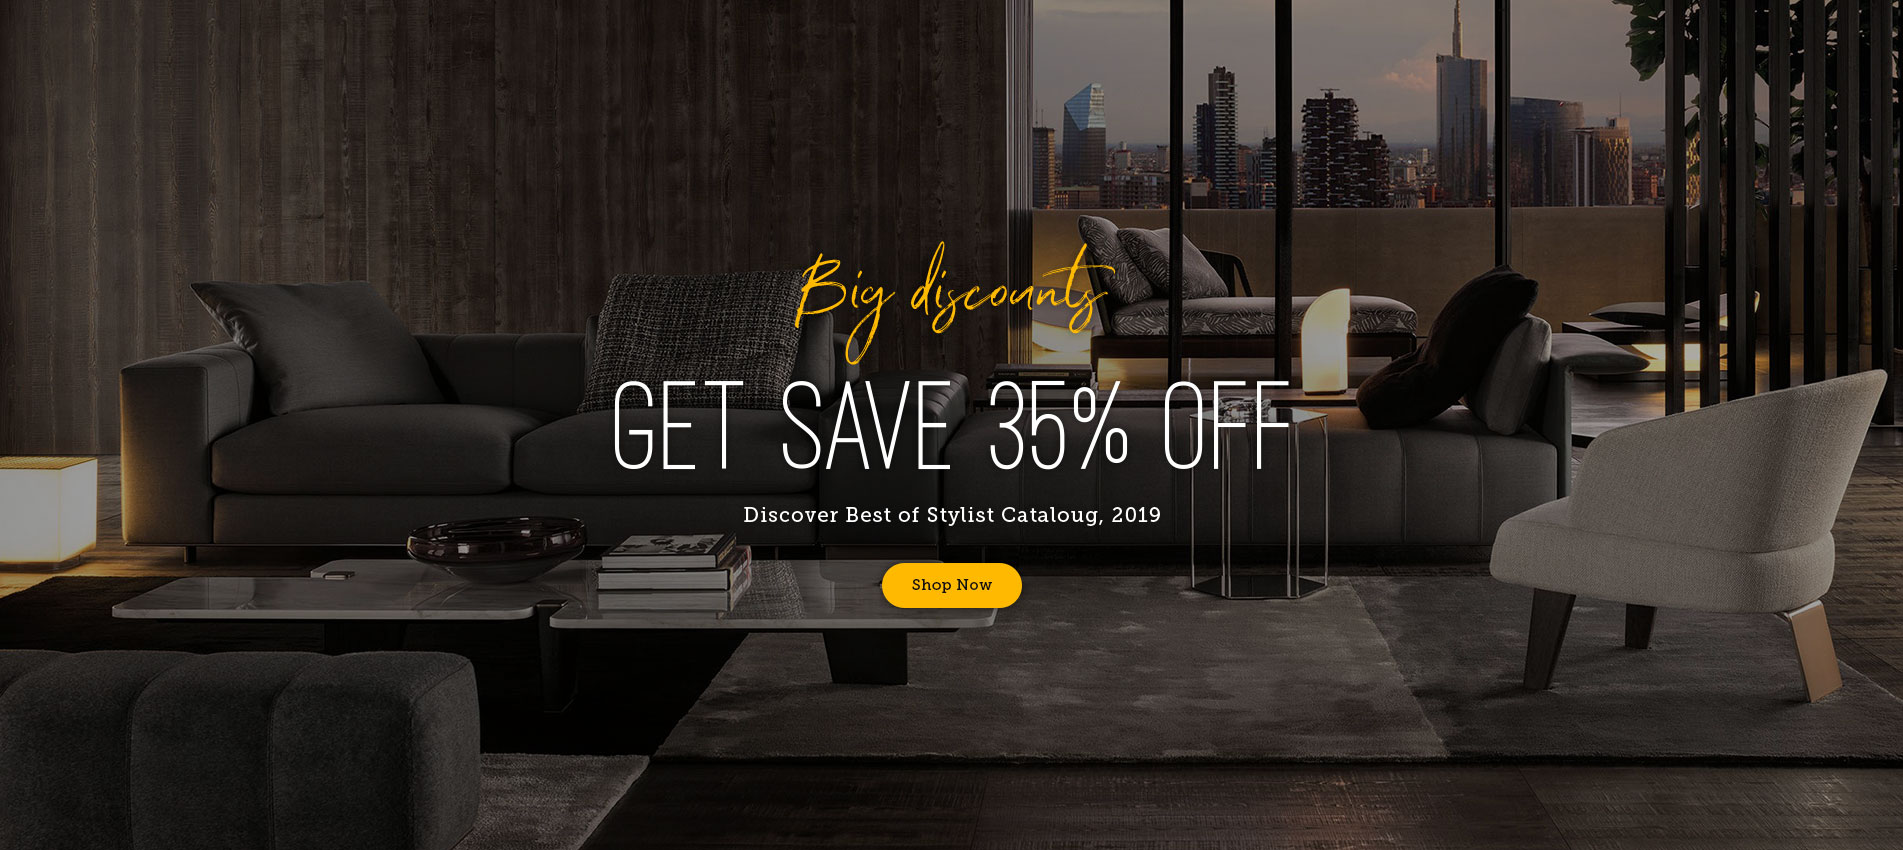 Big discounts
GET SAVE 35% OFF
Discover Best of Stylist Cataloug, 2019
Shop Now